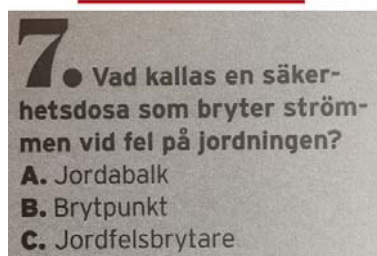 7. Vad kallas en säker-
hetsdosa som bryter ström-
men vid fel på jordningen?
A. Jordabalk
B. Brytpunkt
C. Jordfelsbrytare